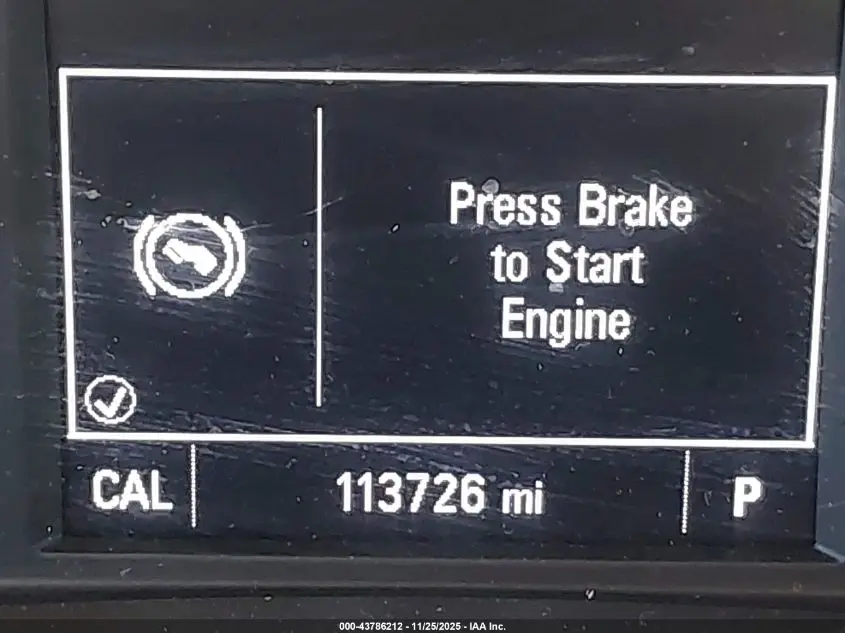 Press Brake
to Start
Engine
CAL
113726 mi
P
000-43786212 - 11/25/2025 - IAA Inc.